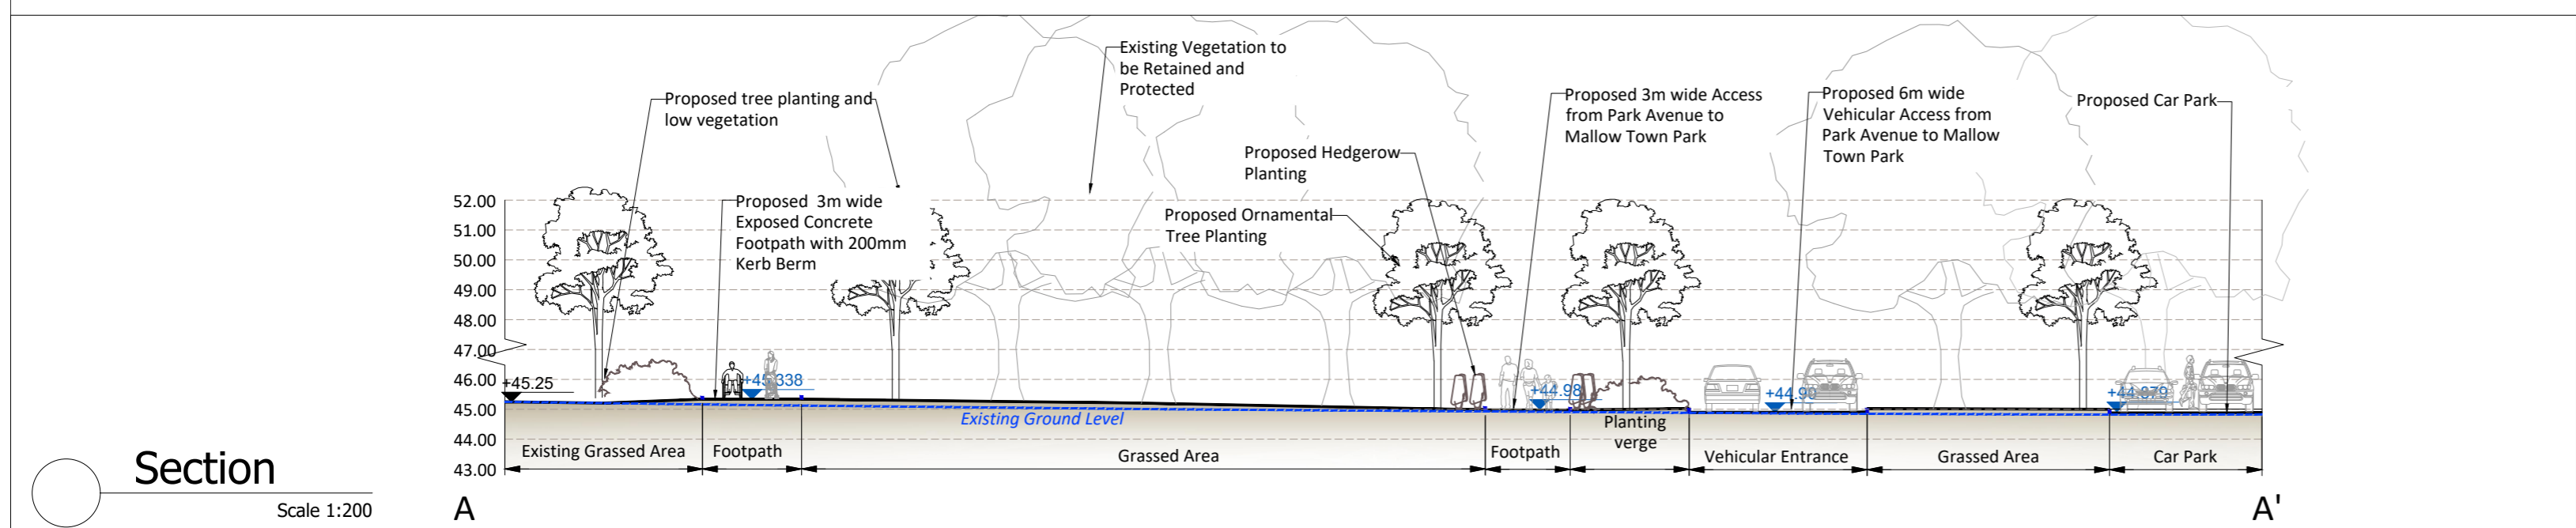 Existing Vegetation to
be Retained and
Protected
Proposed tree planting and
low vegetation
Proposed 3m wide Access
from Park Avenue to
Mallow Town Park
Proposed 6m wide
Vehicular Access from
Park Avenue to Mallow
Town Park
Proposed Car Park
Proposed Hedgerow
Planting
Proposed 3m wide
Exposed Concrete
Footpath with 200mm
Kerb Berm
Proposed Ornamental
Tree Planting
52.00
51.00
50.00
49.00
48.00
47.00
46.00
45.00
44.00
43.00
+45.25
+45.338
+44.98
+44.90
+44.879
Existing Ground Level
Existing Grassed Area
Footpath
Grassed Area
Footpath
Planting
verge
Vehicular Entrance
Grassed Area
Car Park
Section
Scale 1:200
A
A'